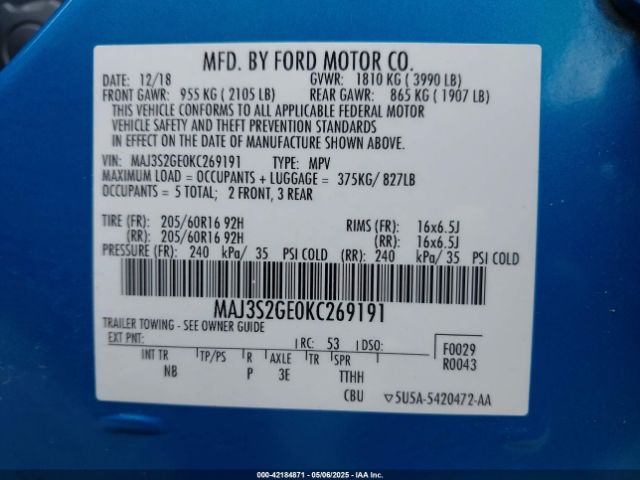 MFD. BY FORD MOTOR CO.
DATE: 12/18 GVWR: 1810 KG ( 3990 LB)
FRONT GAWR: 955 KG ( 2105 LB) REAR GAWR: 865 KG ( 1907 LB)
THIS VEHICLE CONFORMS TO ALL APPLICABLE FEDERAL MOTOR
VEHICLE SAFETY AND THEFT PREVENTION STANDARDS
IN EFFECT ON THE DATE OF MANUFACTURE SHOWN ABOVE.
VIN: MAJ3S2GE0KC269191 TYPE: MPV
MAXIMUM LOAD = OCCUPANTS + LUGGAGE = 375KG/ 827LB
OCCUPANTS = 5 TOTAL; 2 FRONT, 3 REAR
TIRE (FR): 205/60R16 92H RIMS (FR): 16x6.5J
(RR): 205/60R16 92H (RR): 16x6.5J
PRESSURE (FR): 240 kPa/ 35 PSI COLD (RR): 240 kPa/ 35 PSI COLD
MAJ3S2GE0KC269191
TRAILER TOWING - SEE OWNER GUIDE
EXT PNT: RC: 53 DSO: F0029
R0043
INT TR TP/PS R AXLE TR SPR
NB P 3E TTHH
CBU ▽5U5A-5420472-AA
000-42184871 - 05/06/2025 - IAAI.COM